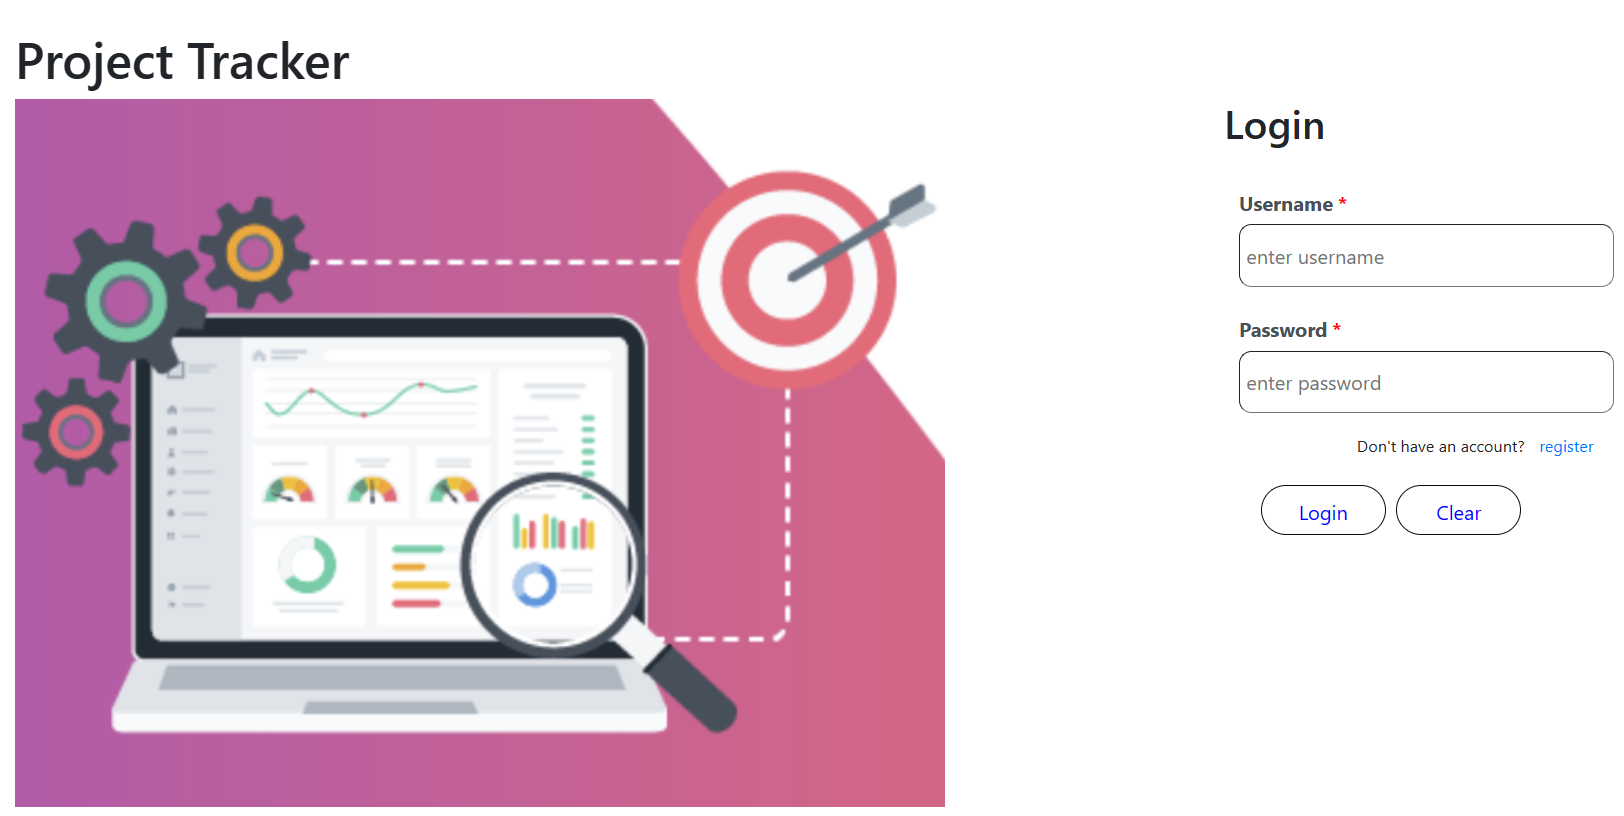 Project Tracker
Login
Username *
enter username
Password *
enter password
Don't have an account? register
Login Clear